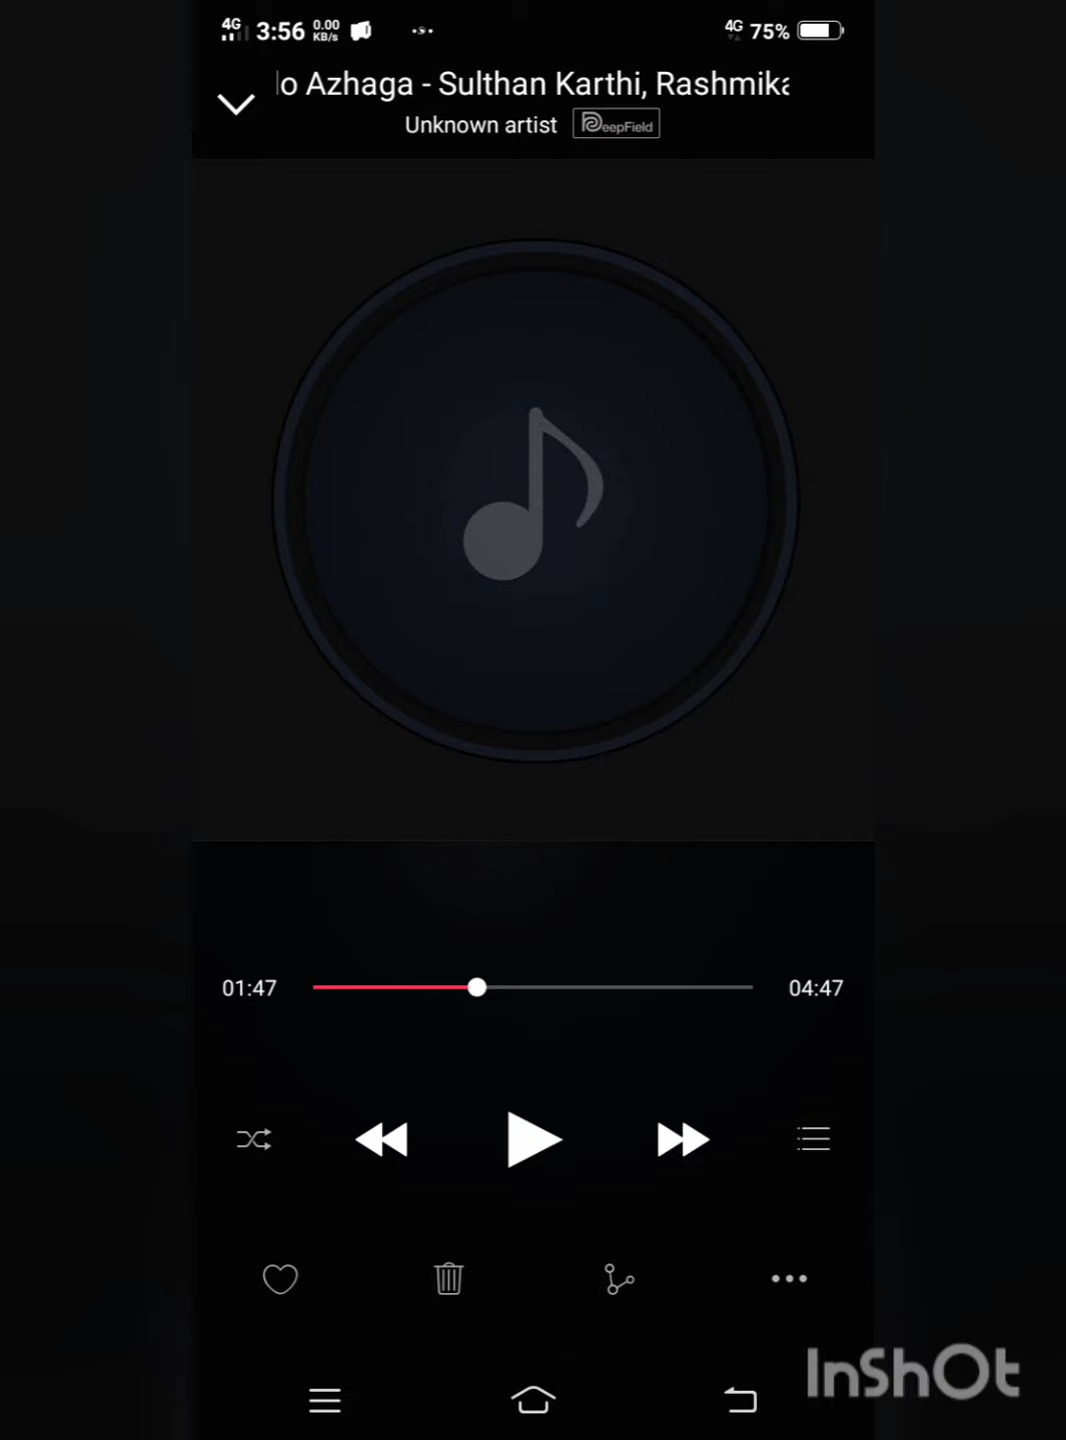 4G 3:56 0.00 KB/s 4G 75%
lo Azhaga - Sulthan Karthi, Rashmika
Unknown artist DeepField
01:47 04:47
InShOt